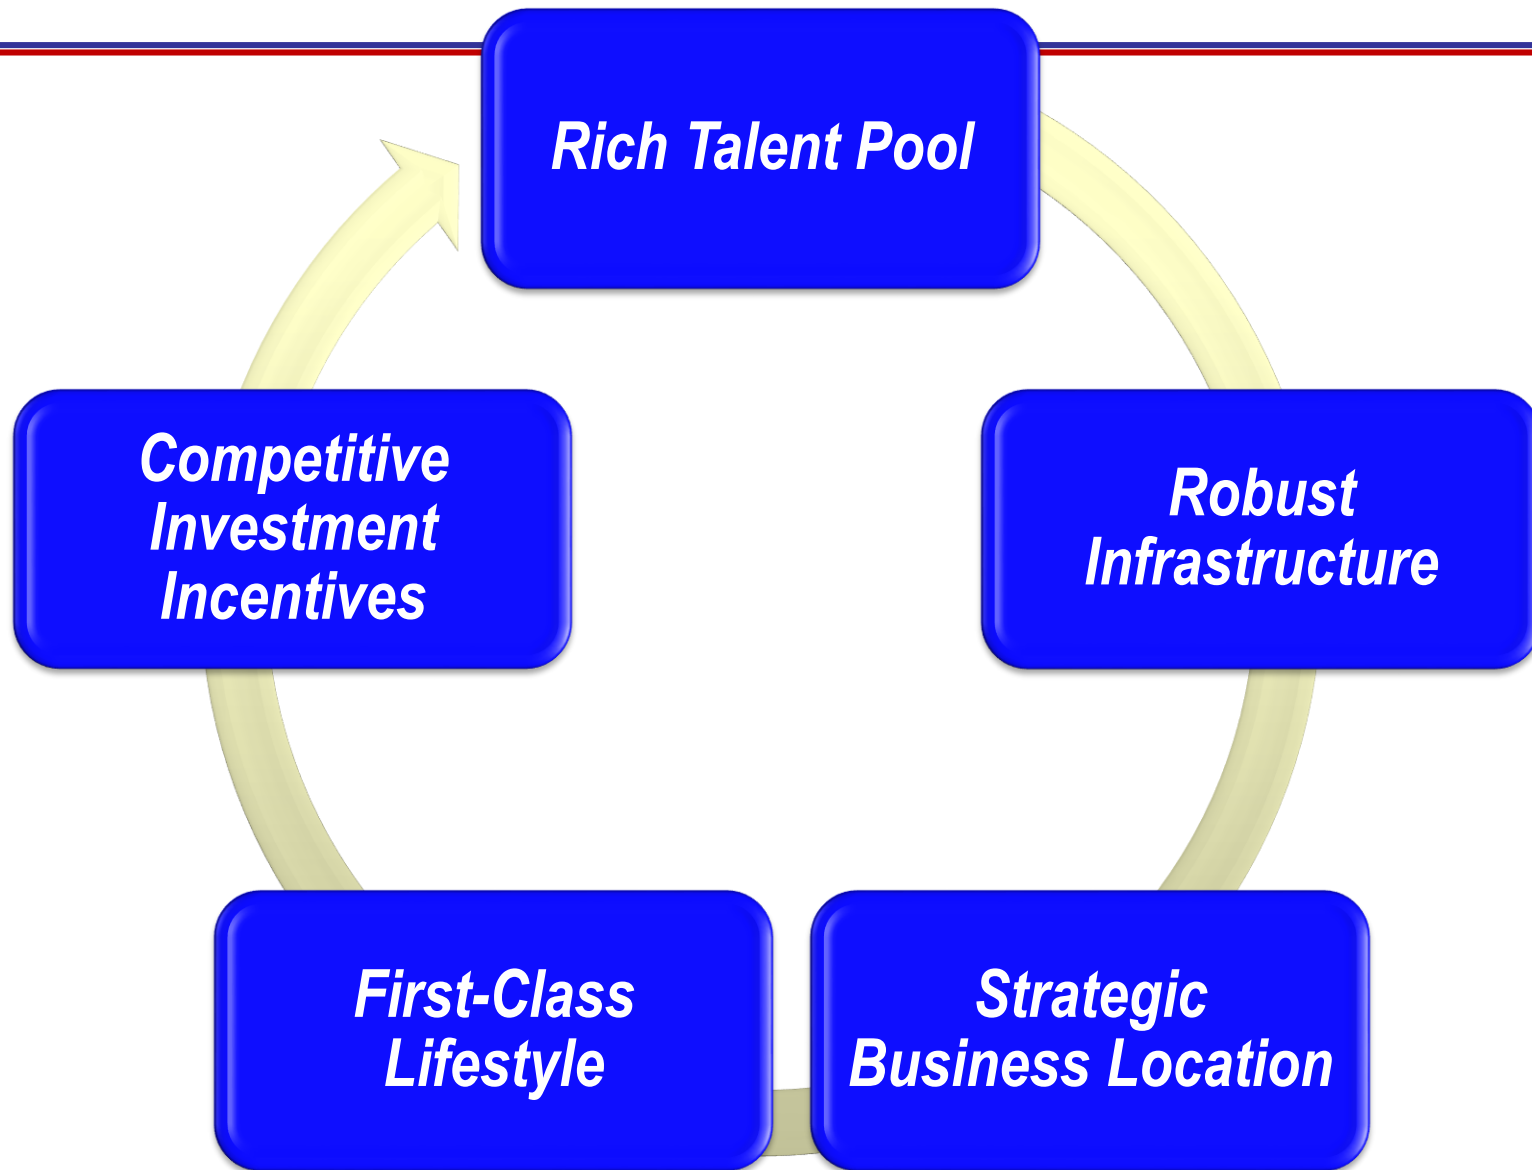 Rich Talent Pool
Robust
Infrastructure
Strategic
Business Location
First-Class
Lifestyle
Competitive
Investment
Incentives